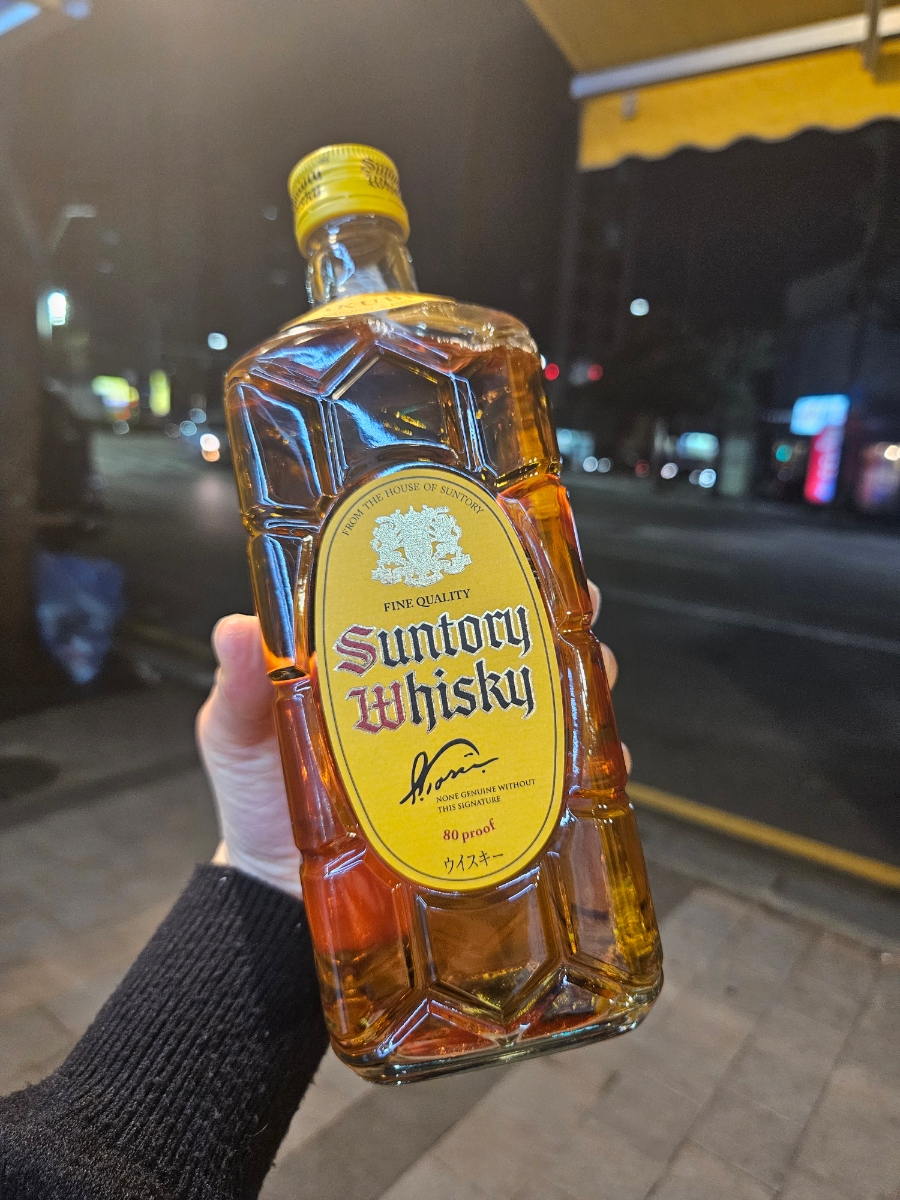 FROM THE HOUSE OF SUNTORY
FINE QUALITY
Suntory
Whisky
NONE GENUINE WITHOUT
THIS SIGNATURE
80 proof
ウイスキー